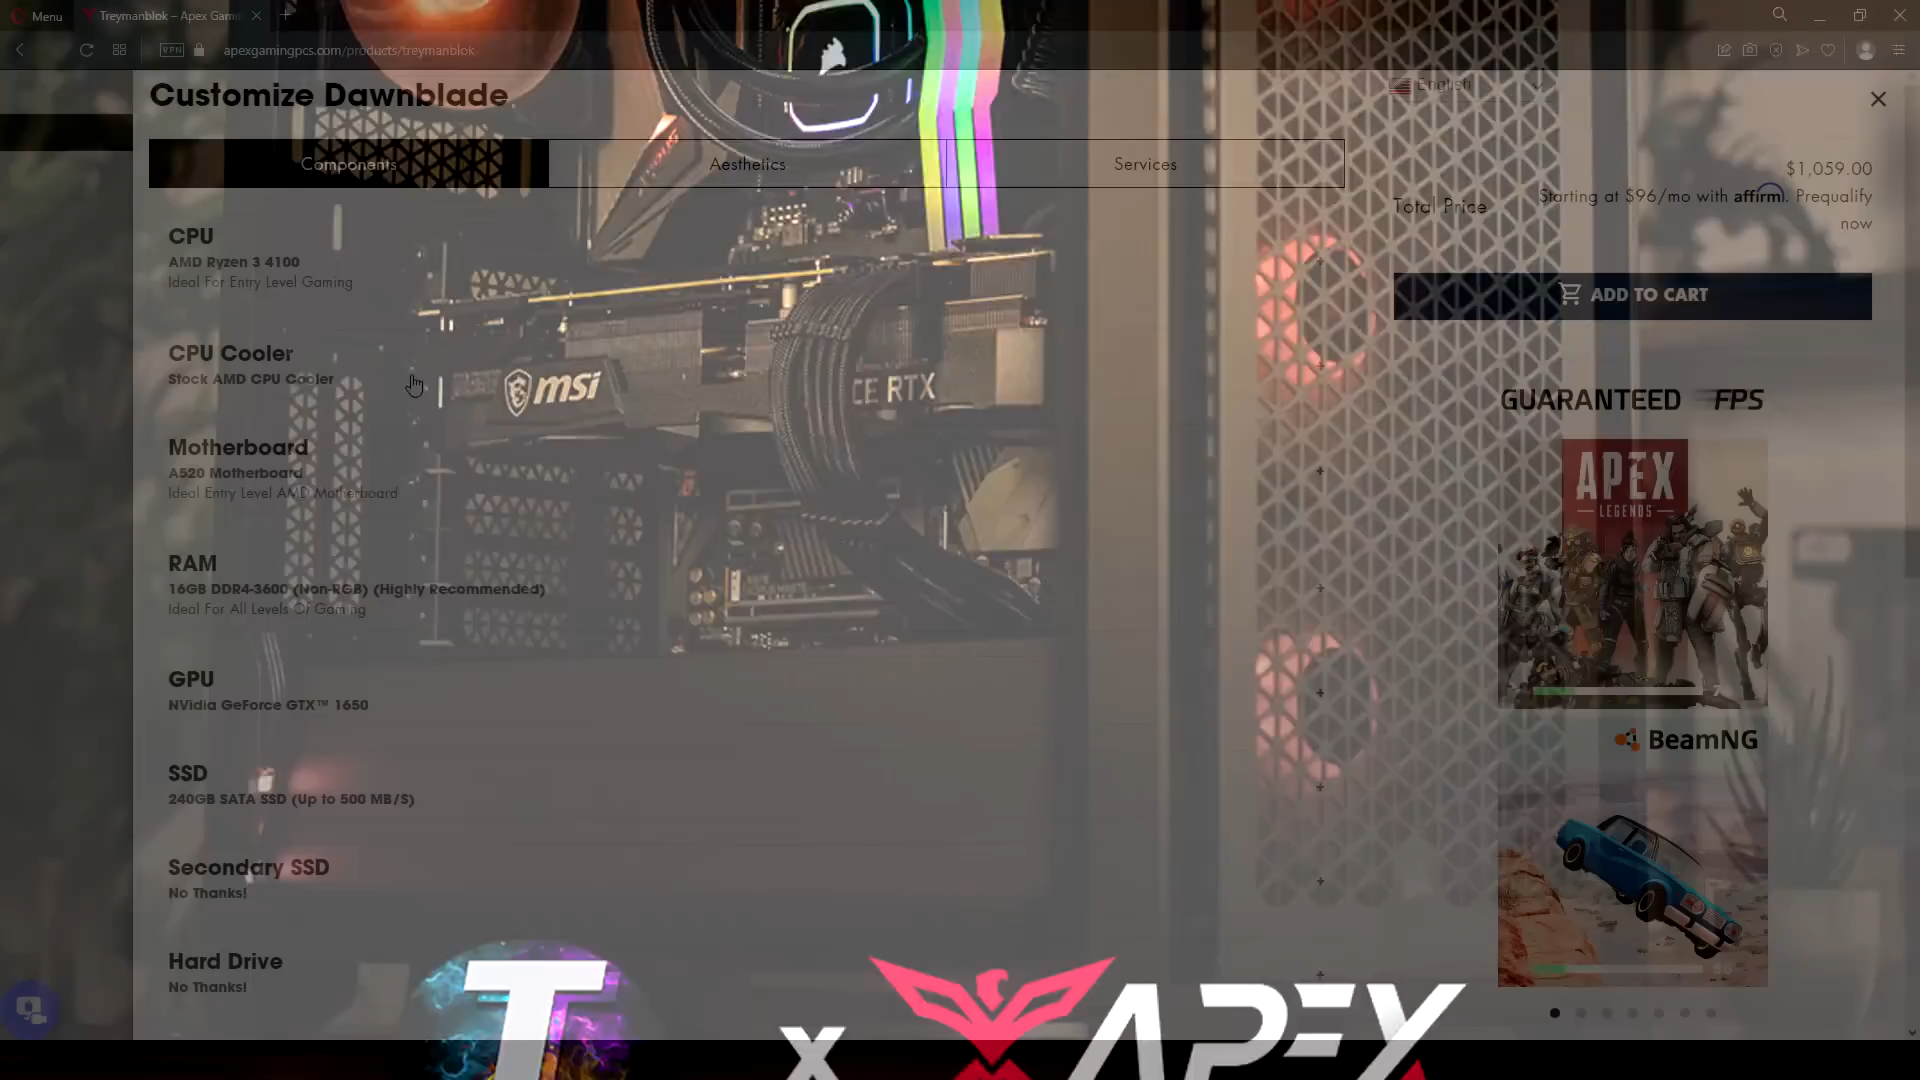 Menu
Treymanblok – Apex Gami
VPN
apexgamingpcs.com/products/treymanblok
Customize Dawnblade
English
Components
Aesthetics
Services
$1,059.00
Total Price
Starting at $96/mo with affirm. Prequalify
now
ADD TO CART
CPU
AMD Ryzen 3 4100
Ideal For Entry Level Gaming
CPU Cooler
Stock AMD CPU Cooler
msi
CE RTX
GUARANTEED FPS
Motherboard
A520 Motherboard
Ideal Entry Level AMD Motherboard
APEX
LEGENDS
RAM
16GB DDR4-3600 (Non-RGB) (Highly Recommended)
Ideal For All Levels Of Gaming
GPU
NVidia GeForce GTX™ 1650
BeamNG
SSD
240GB SATA SSD (Up to 500 MB/S)
Secondary SSD
No Thanks!
Hard Drive
No Thanks!
T x APEX